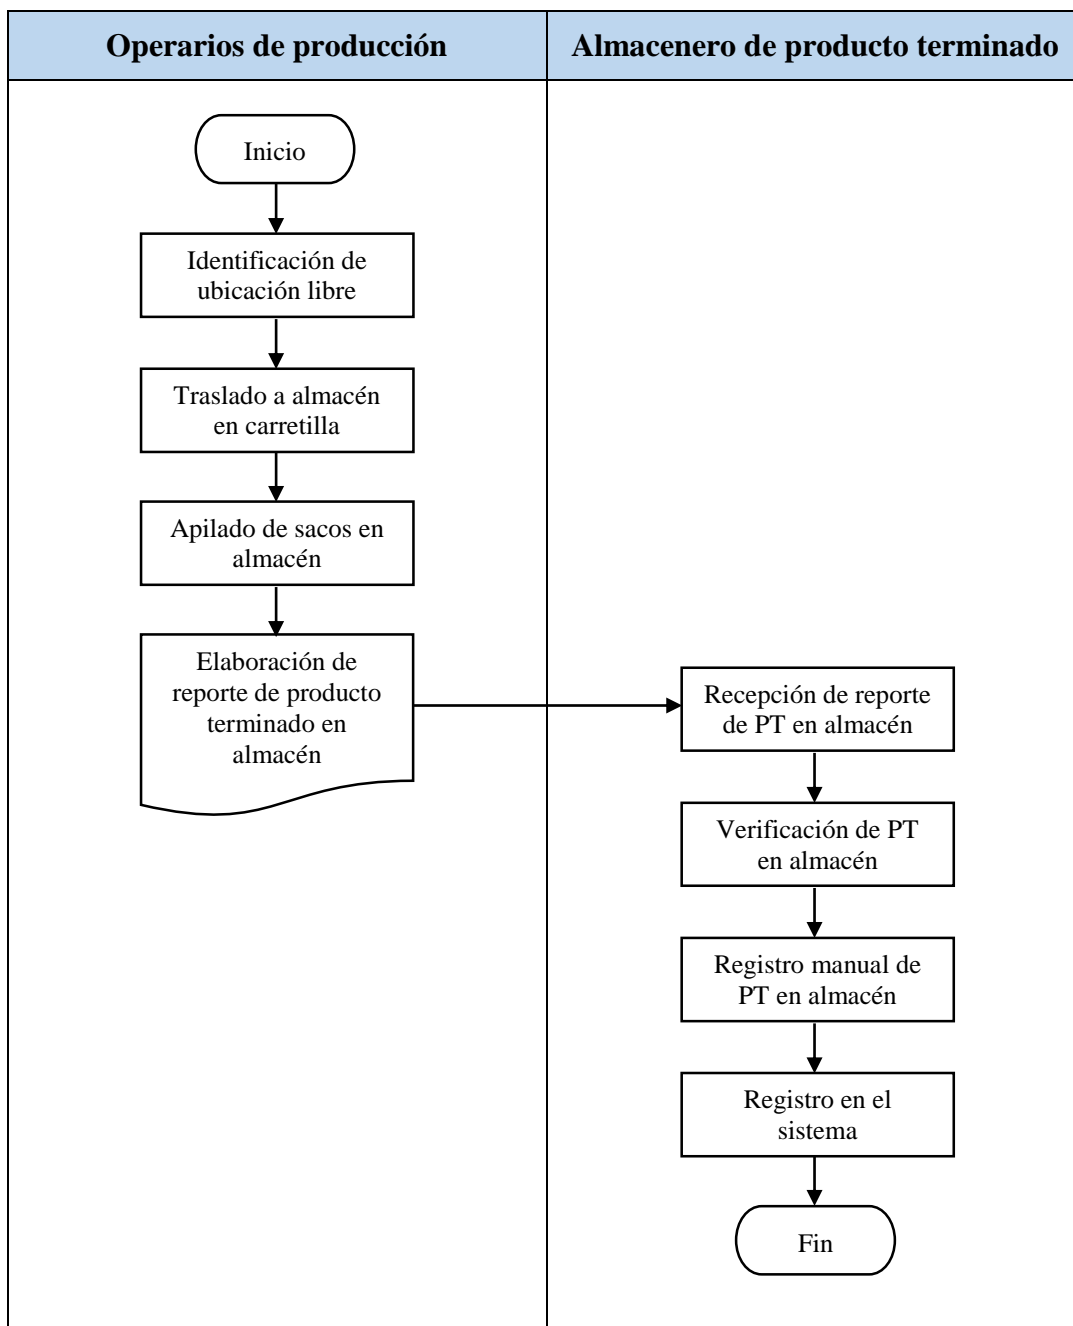 Operarios de producción
Almacenero de producto terminado
Inicio
Identificación de
ubicación libre
Traslado a almacén
en carretilla
Apilado de sacos en
almacén
Elaboración de
reporte de producto
terminado en
almacén
Recepción de reporte
de PT en almacén
Verificación de PT
en almacén
Registro manual de
PT en almacén
Registro en el
sistema
Fin